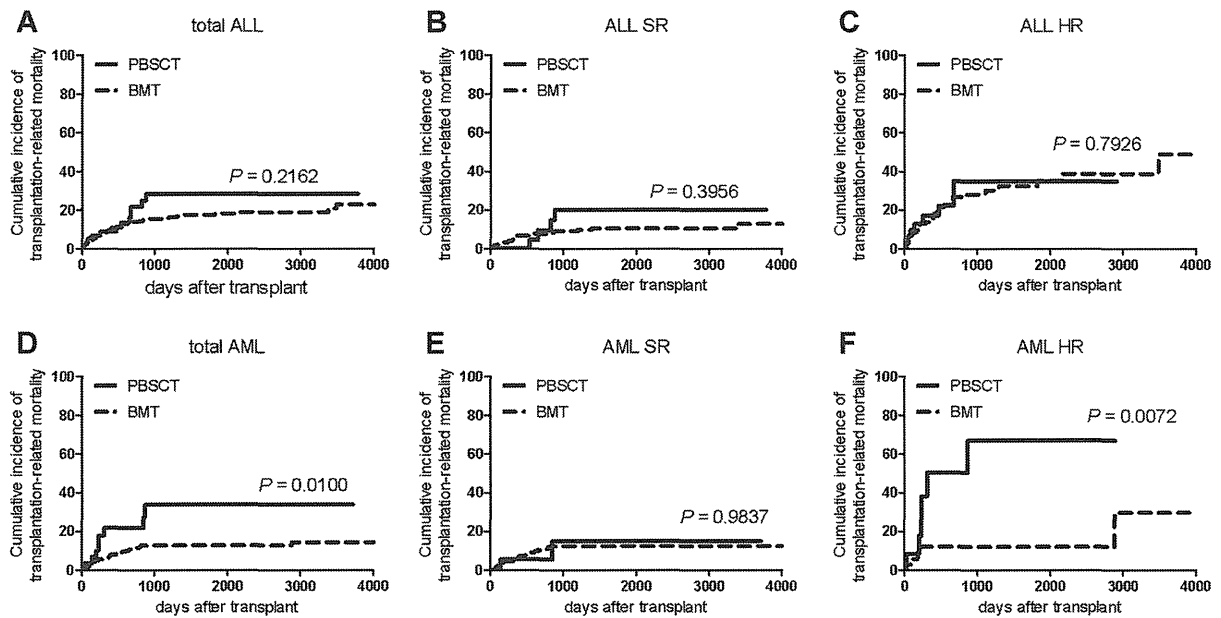 A
total ALL
Cumulative incidence of
transplantation-related mortality
100
80
60
40
20
0
PBSCT
BMT
P = 0.2162
0 1000 2000 3000 4000
days after transplant
B
ALL SR
Cumulative incidence of
transplantation-related mortality
100
80
60
40
20
0
PBSCT
BMT
P = 0.3956
0 1000 2000 3000 4000
days after transplant
C
ALL HR
Cumulative incidence of
transplantation-related mortality
100
80
60
40
20
0
PBSCT
BMT
P = 0.7926
0 1000 2000 3000 4000
days after transplant
D
total AML
Cumulative incidence of
transplantation-related mortality
100
80
60
40
20
0
PBSCT
BMT
P = 0.0100
0 1000 2000 3000 4000
days after transplant
E
AML SR
Cumulative incidence of
transplantation-related mortality
100
80
60
40
20
0
PBSCT
BMT
P = 0.9837
0 1000 2000 3000 4000
days after transplant
F
AML HR
Cumulative incidence of
transplantation-related mortality
100
80
60
40
20
0
PBSCT
BMT
P = 0.0072
0 1000 2000 3000 4000
days after transplant